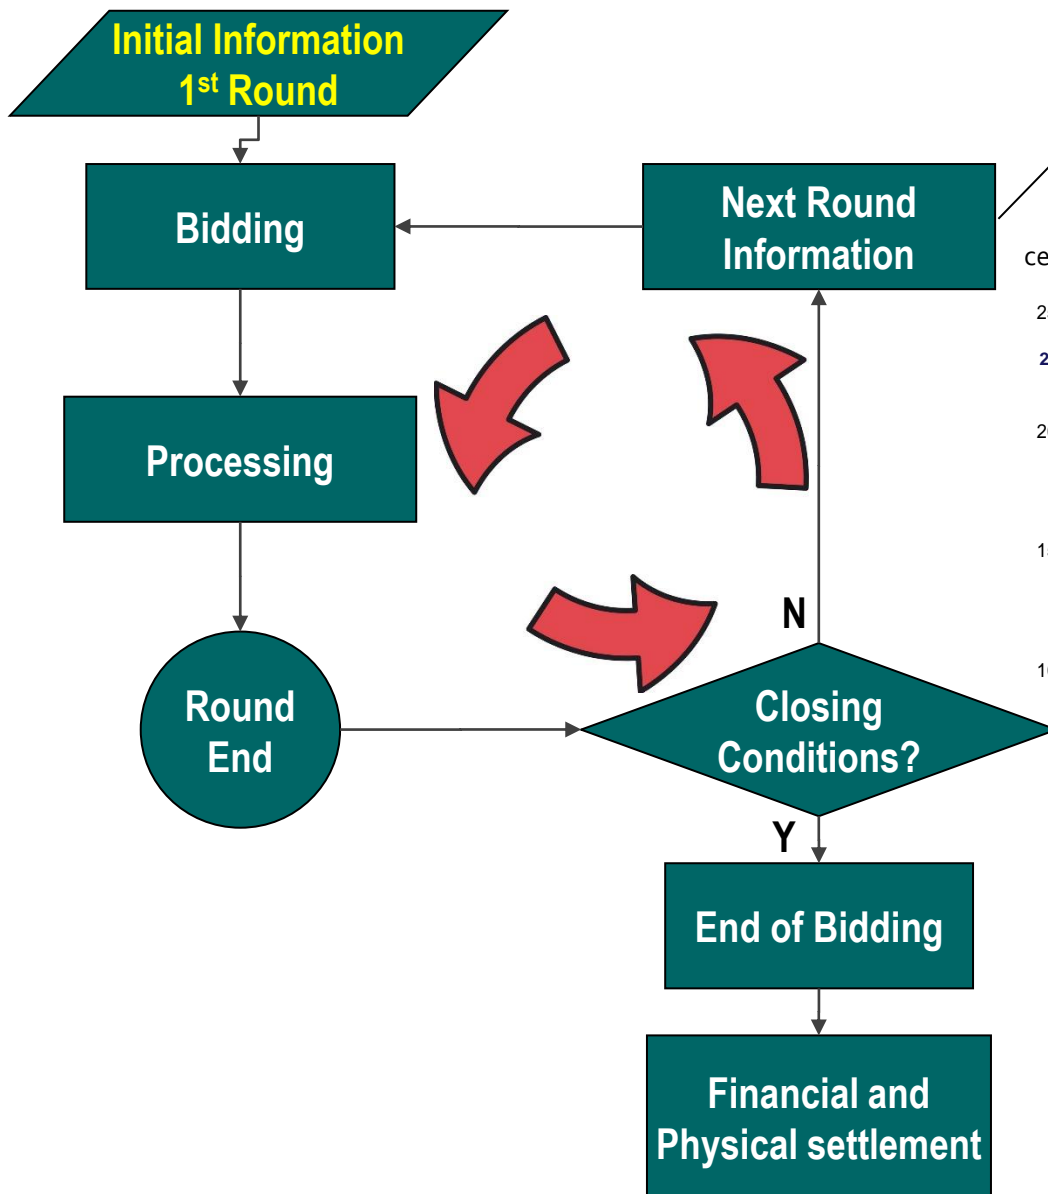 Initial Information
1st Round
Bidding
Next Round
Information
Processing
N
Round
End
Closing
Conditions?
Y
End of Bidding
Financial and
Physical settlement